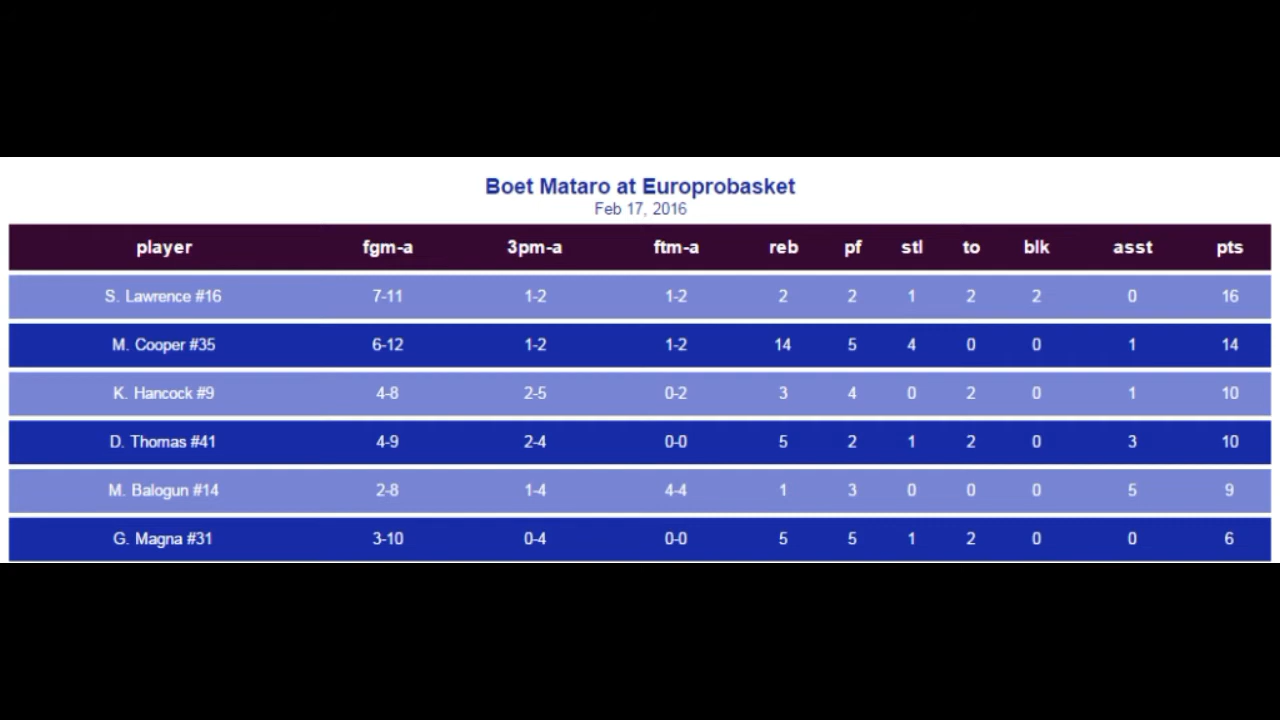 Boet Mataro at Europrobasket
Feb 17, 2016
player fgm-a 3pm-a ftm-a reb pf stl to blk asst pts
S. Lawrence #16 7-11 1-2 1-2 2 2 1 2 2 0 16
M. Cooper #35 6-12 1-2 1-2 14 5 4 0 0 1 14
K. Hancock #9 4-8 2-5 0-2 3 4 0 2 0 1 10
D. Thomas #41 4-9 2-4 0-0 5 2 1 2 0 3 10
M. Balogun #14 2-8 1-4 4-4 1 3 0 0 0 5 9
G. Magna #31 3-10 0-4 0-0 5 5 1 2 0 0 6